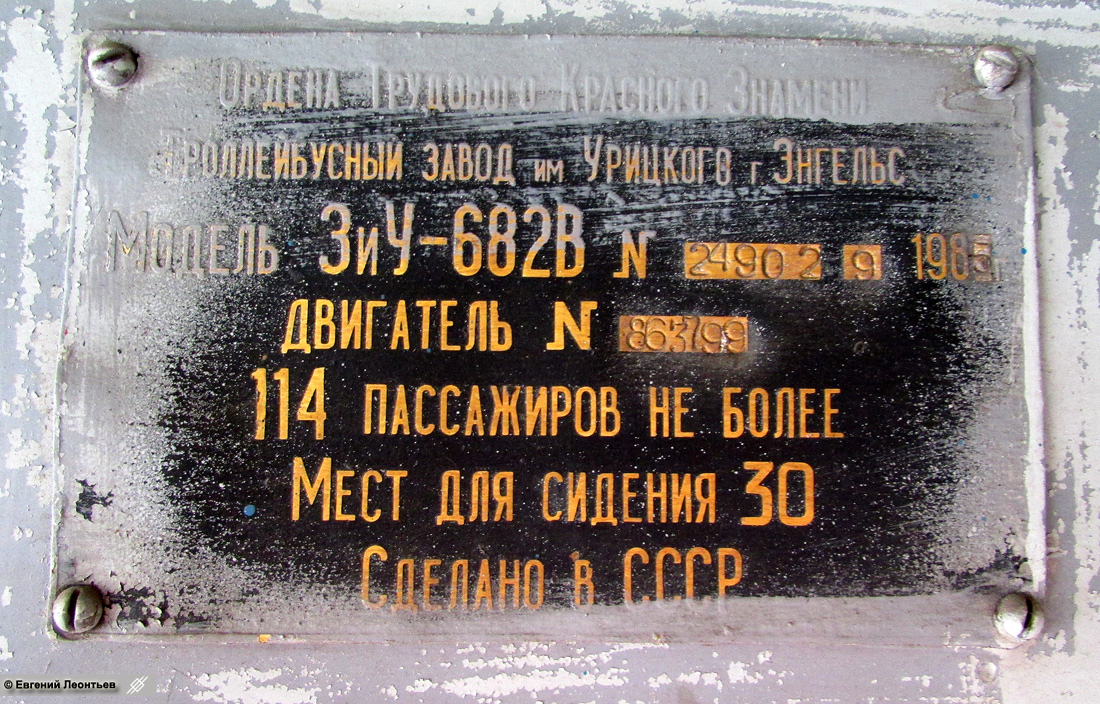 Ордена Трудового Красного Знамени
Троллейбусный завод им Урицкого г Энгельс
Модель ЗиУ-682В N 24902 9 1985г
Двигатель N 863799
114 пассажиров не более
Мест для сидения 30
Сделано в СССР
© Евгений Леонтьев